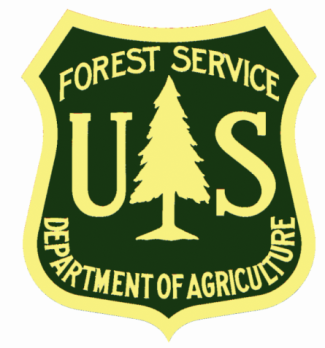 FOREST SERVICE
U S
DEPARTMENT OF AGRICULTURE